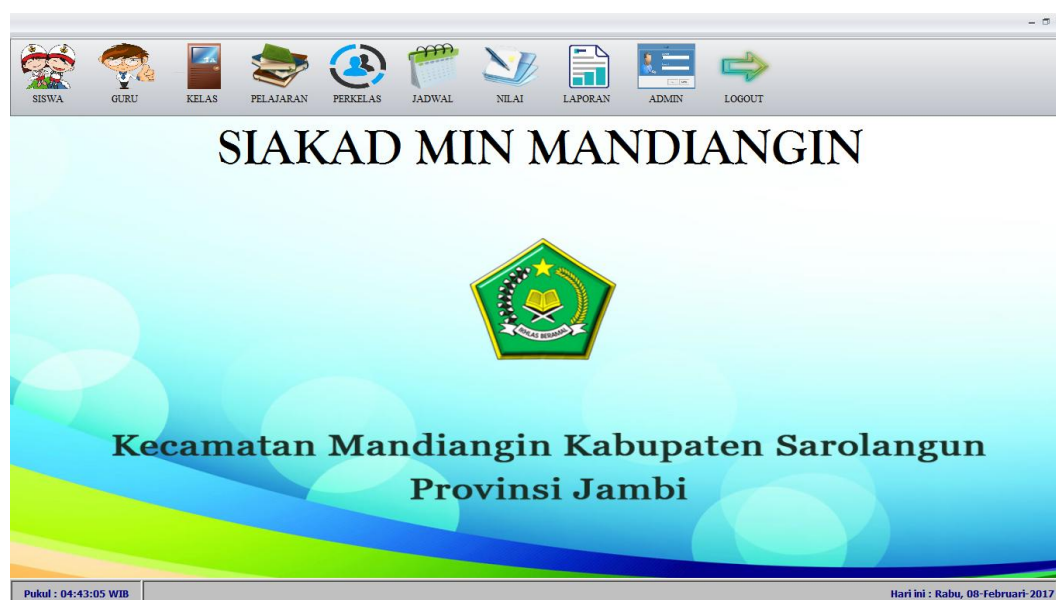 SISWA GURU KELAS PELAJARAN PERKELAS JADWAL NILAI LAPORAN ADMIN LOGOUT
SIAKAD MIN MANDIANGIN
IKHLAS BERAMAL
Kecamatan Mandiangin Kabupaten Sarolangun
Provinsi Jambi
Pukul : 04:43:05 WIB Hari ini : Rabu, 08-Februari-2017